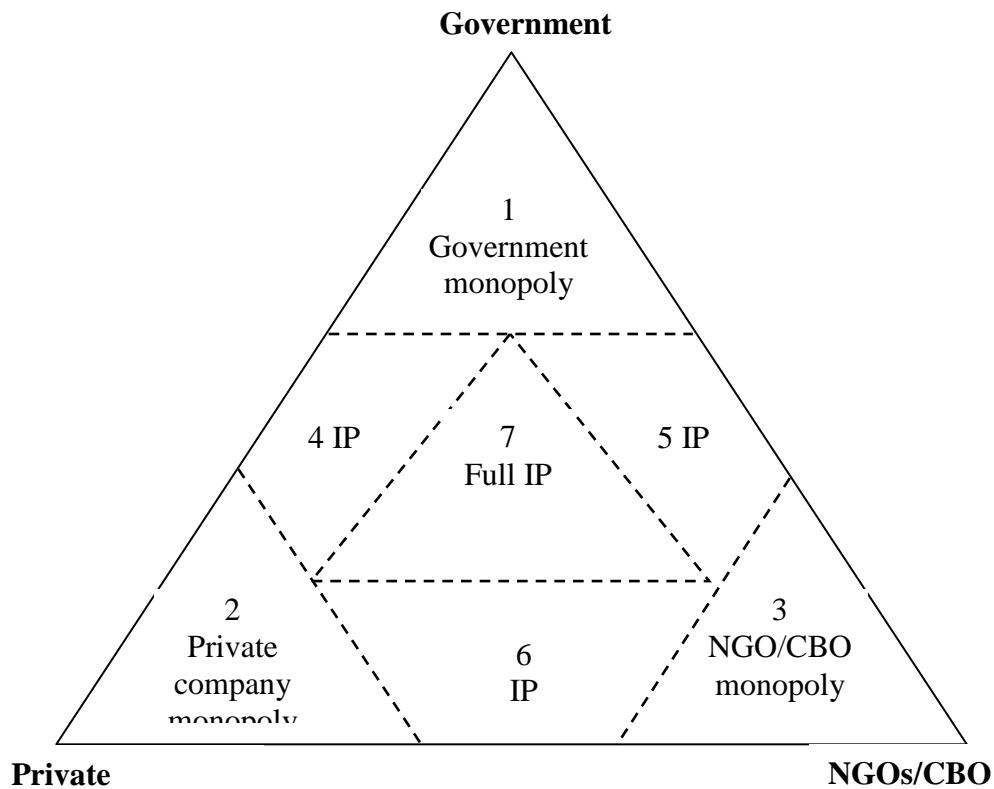 Government
1
Government
monopoly
4 IP
7
Full IP
5 IP
2
Private
company
monopoly
6
IP
3
NGO/CBO
monopoly
Private
NGOs/CBO